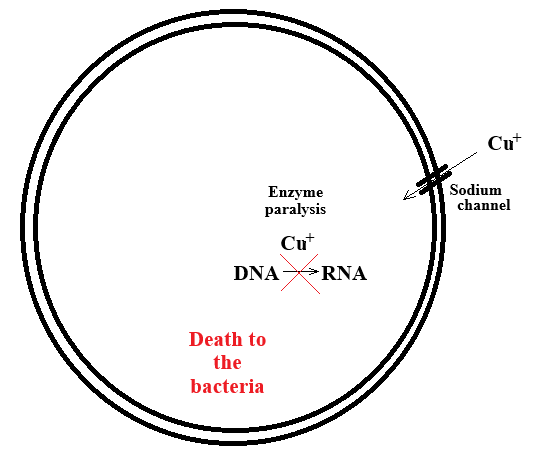 Cu+
Sodium
channel
Enzyme
paralysis
Cu+
DNA RNA
Death to
the
bacteria